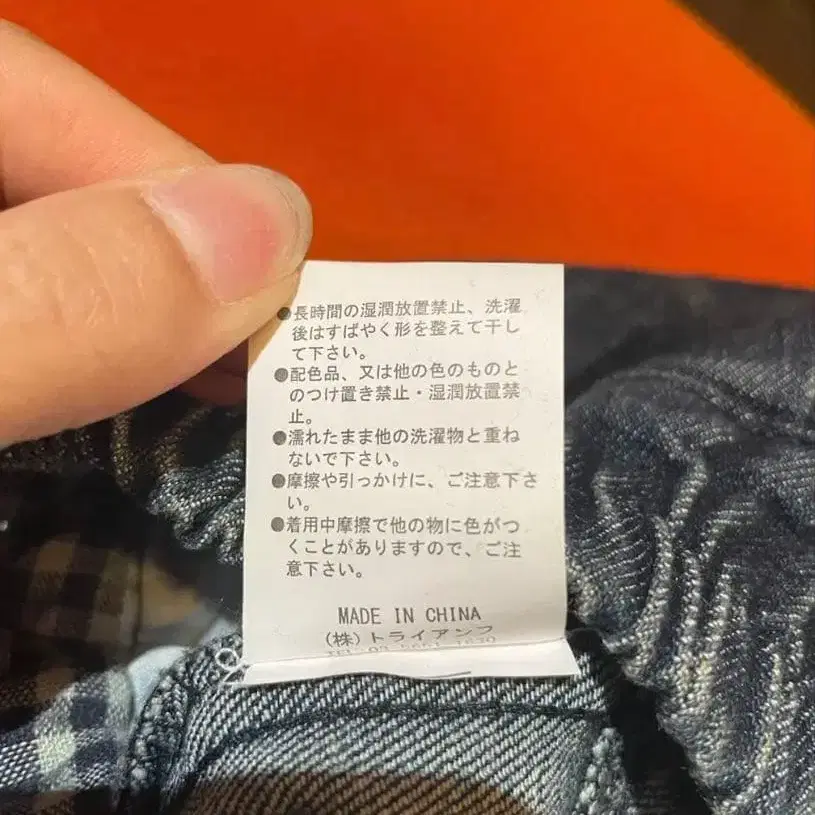 ●長時間の湿潤放置禁止、洗濯
後はすばやく形を整えて干し
て下さい。
●配色品、又は他の色のものと
のつけ置き禁止・湿潤放置禁
止。
●濡れたまま他の洗濯物と重ね
ないで下さい。
●摩擦や引っかけに、ご注意下さ
い。
●着用中摩擦で他の物に色がつ
くことがありますので、ご注
意下さい。
MADE IN CHINA
(株)トライアンフ
TEL 03-5651-1630